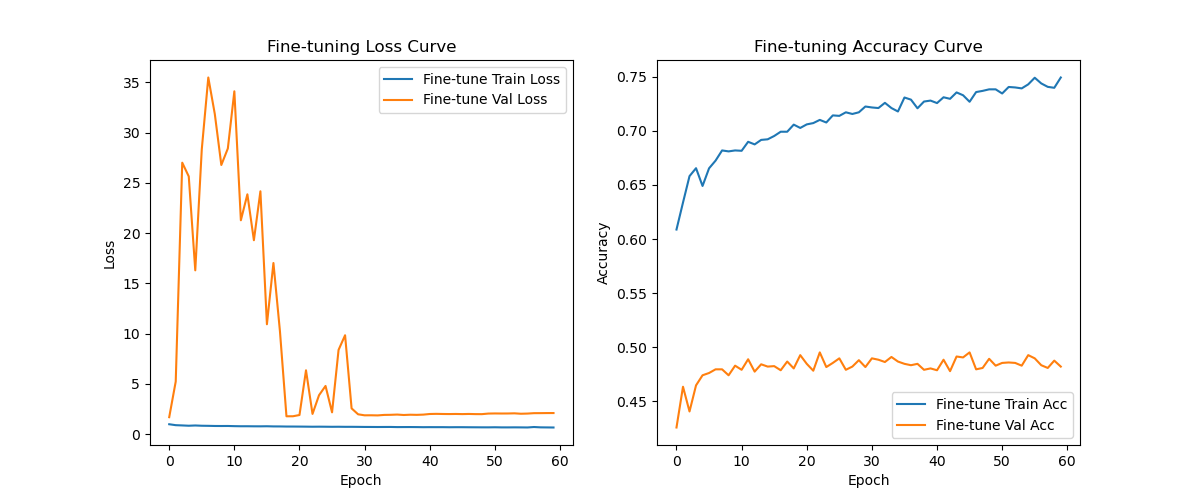 Fine-tuning Loss Curve
Fine-tune Train Loss
Fine-tune Val Loss
Loss
35
30
25
20
15
10
5
0
0 10 20 30 40 50 60
Epoch
Fine-tuning Accuracy Curve
Accuracy
0.75
0.70
0.65
0.60
0.55
0.50
0.45
Fine-tune Train Acc
Fine-tune Val Acc
0 10 20 30 40 50 60
Epoch